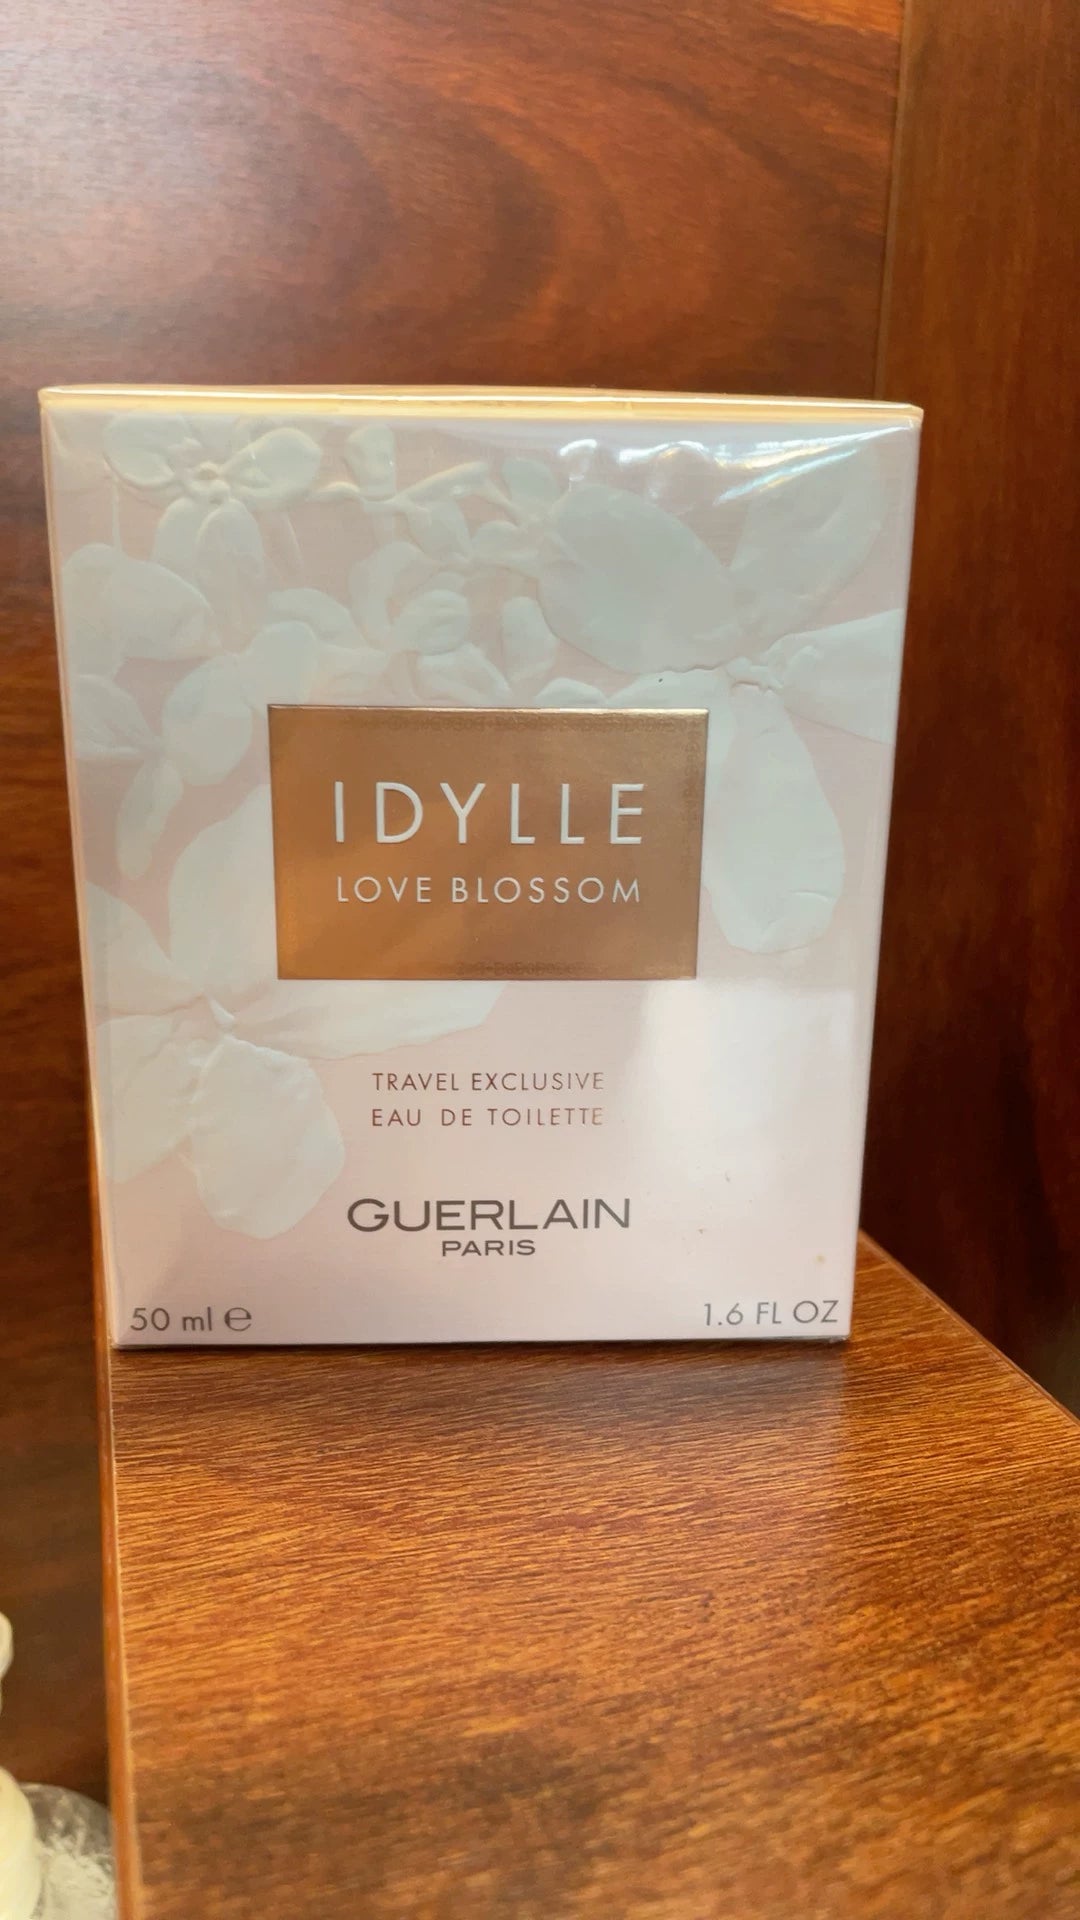 IDYLLE
LOVE BLOSSOM
TRAVEL EXCLUSIVE
EAU DE TOILETTE
GUERLAIN
PARIS
50 ml ℮
1.6 FL OZ